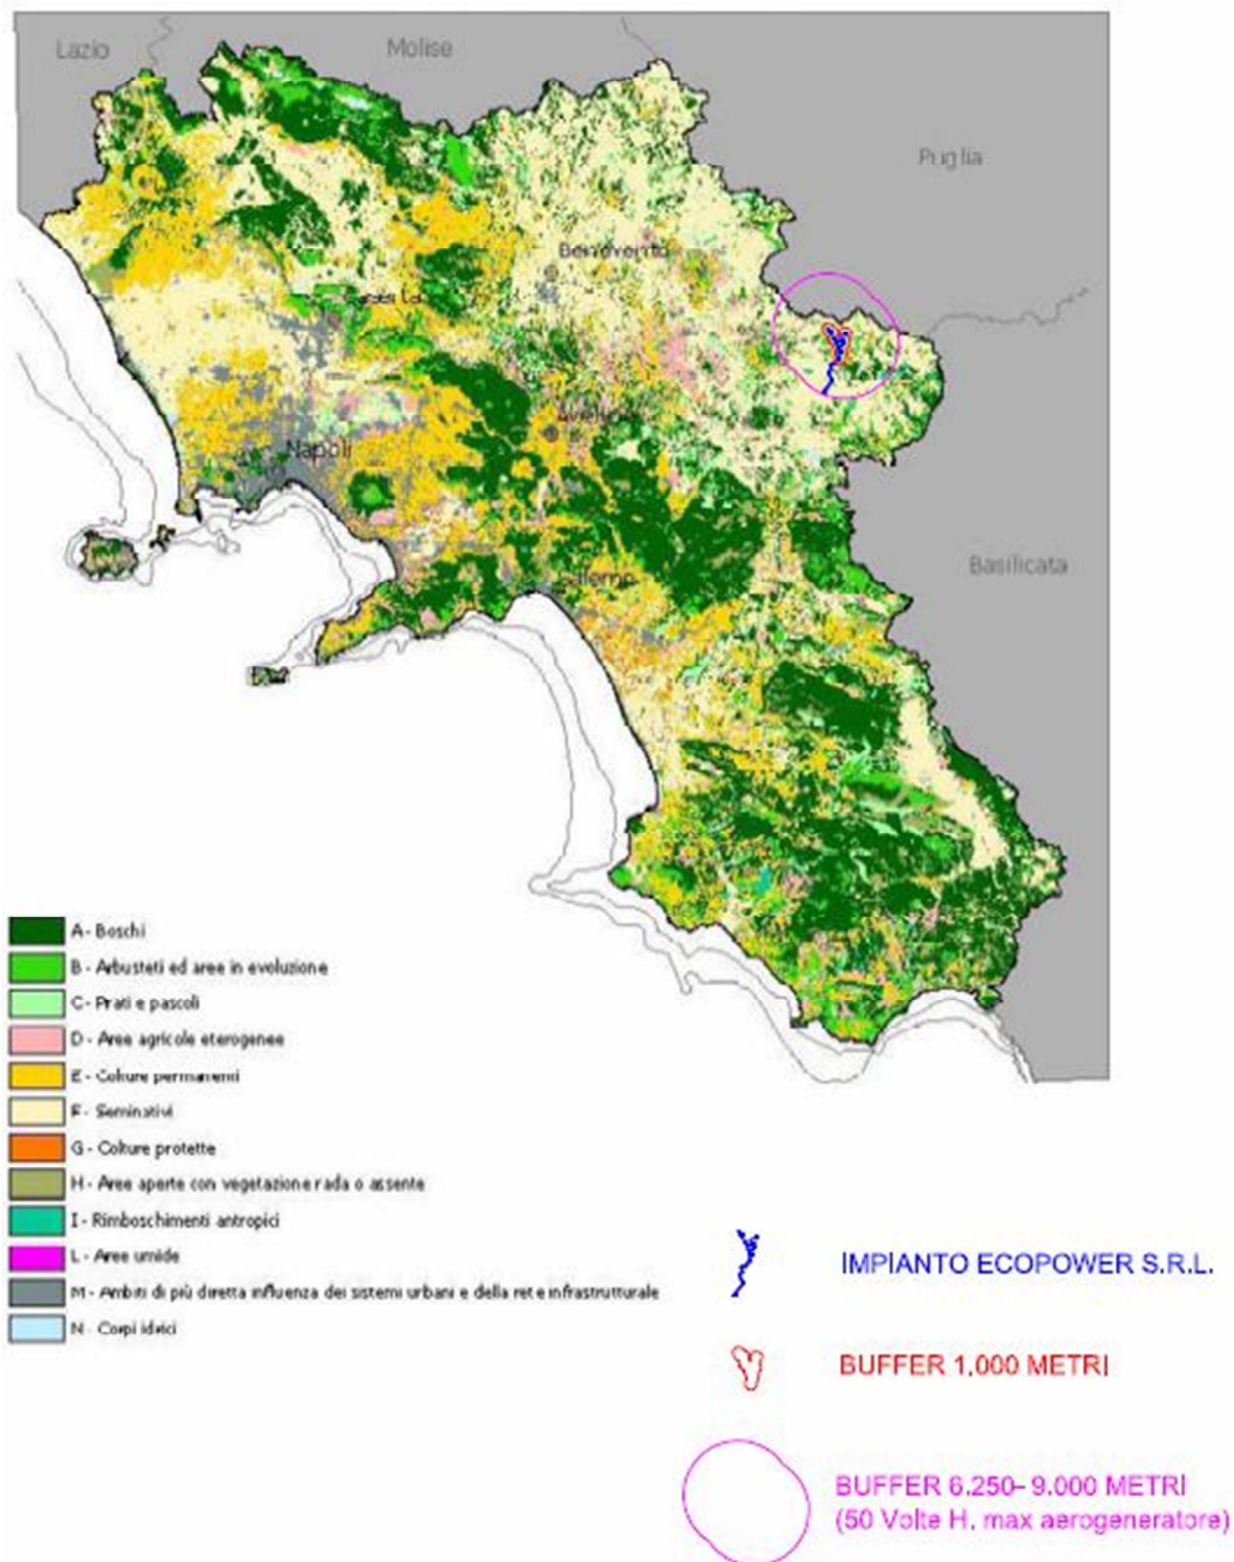 Lazio
Molise
Puglia
Benevento
Caserta
Avellino
Napoli
Salerno
Basilicata
A - Boschi
B - Arbusteti ed aree in evoluzione
C - Prati e pascoli
D - Aree agricole eterogenee
E - Colture permanenti
F - Seminativi
G - Colture protette
H - Aree aperte con vegetazione rada o assente
I - Rimboschimenti antropici
L - Aree umide
M - Ambiti di più diretta influenza dei sistemi urbani e della rete infrastrutturale
N - Corpi idrici
IMPIANTO ECOPOWER S.R.L.
BUFFER 1.000 METRI
BUFFER 6.250- 9.000 METRI
(50 Volte H. max aerogeneratore)